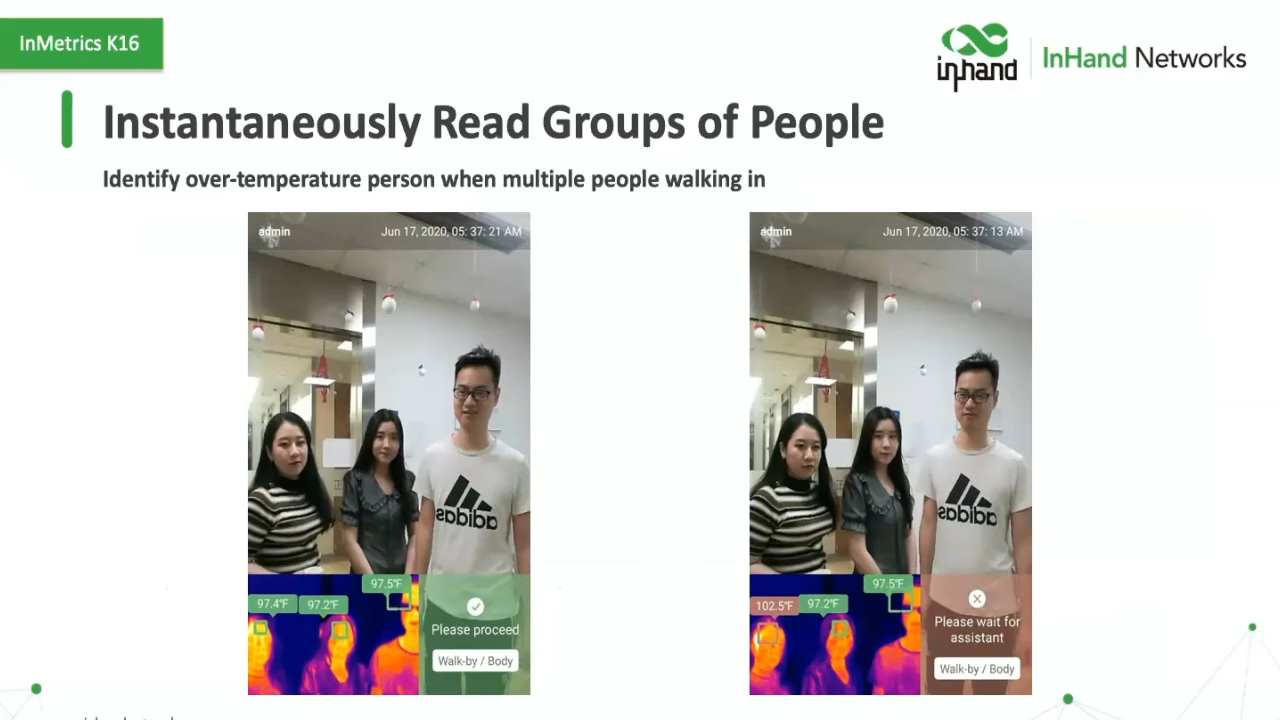 InMetrics K16
inhand
InHand Networks
Instantaneously Read Groups of People
Identify over-temperature person when multiple people walking in
admin
Jun 17, 2020, 05: 37: 21 AM
adidas
97.5°F
97.4°F
97.2°F
Please proceed
Walk-by / Body
admin
Jun 17, 2020, 05: 37: 13 AM
adidas
97.5°F
102.5°F
97.2°F
Please wait for
assistant
Walk-by / Body